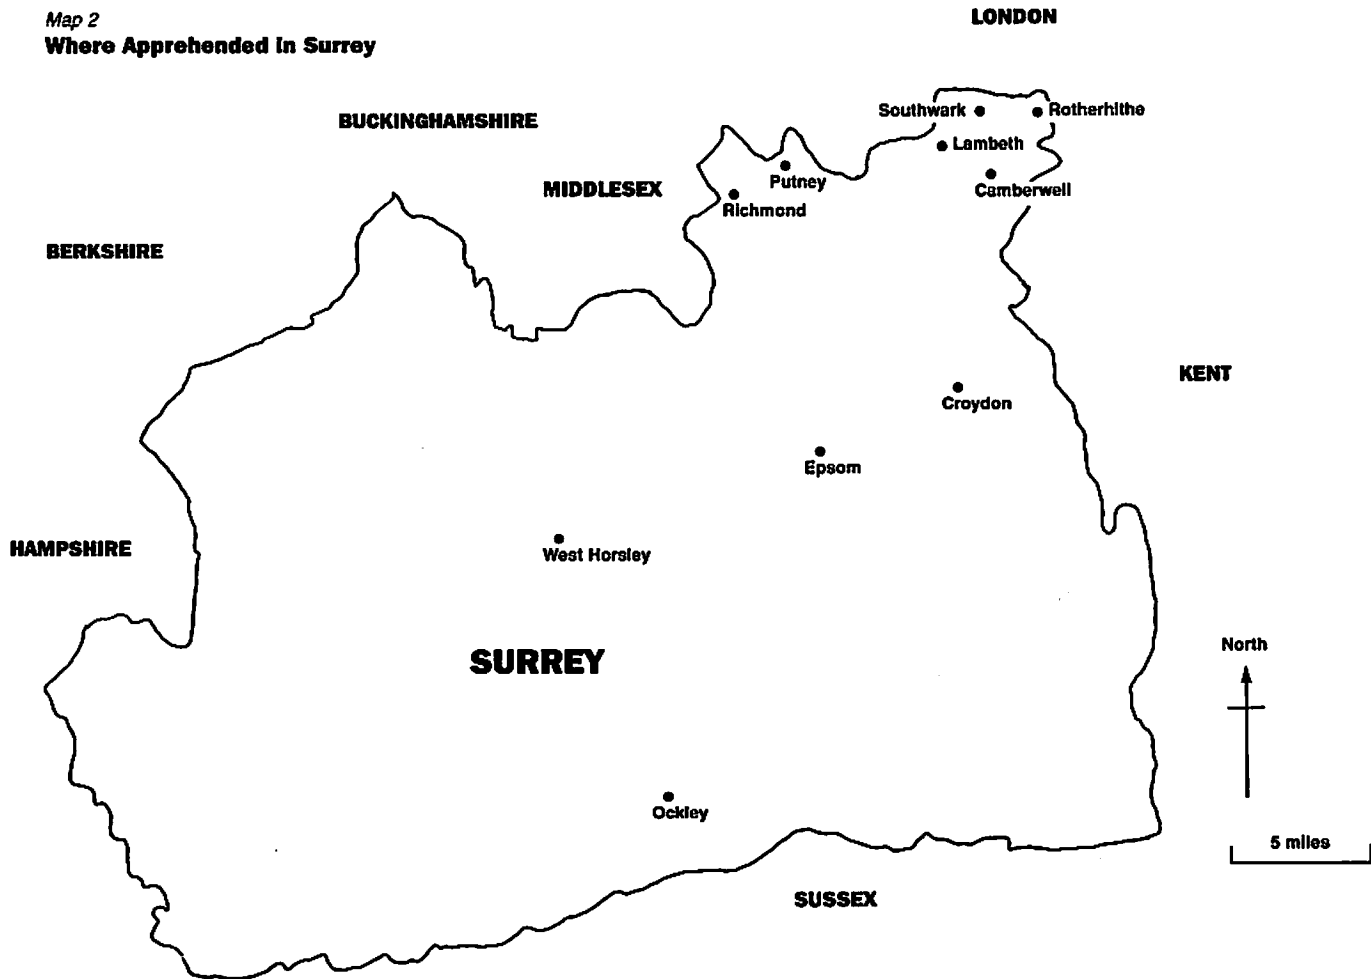 Map 2
Where Apprehended in Surrey
LONDON
BUCKINGHAMSHIRE
Southwark
Rotherhithe
Lambeth
MIDDLESEX
Putney
Camberwell
Richmond
BERKSHIRE
KENT
Croydon
Epsom
HAMPSHIRE
West Horsley
SURREY
North
Ockley
5 miles
SUSSEX